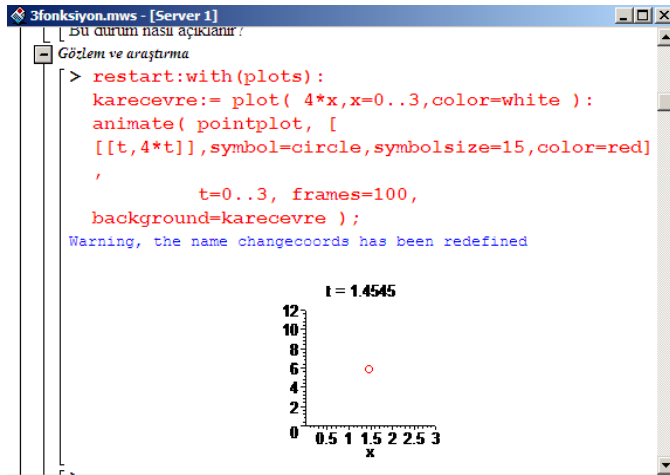 3fonksiyon.mws - [Server 1]
[ Bu durum nasıl açıklanır?
Gözlem ve araştırma
[> restart:with(plots):
karecevre:= plot( 4*x,x=0..3,color=white ):
animate( pointplot, [
[[t,4*t]],symbol=circle,symbolsize=15,color=red]
,
t=0..3, frames=100,
background=karecevre );
Warning, the name changecoords has been redefined
t = 1.4545
12
10
8
6
4
2
0
0.5 1 1.5 2 2.5 3
x